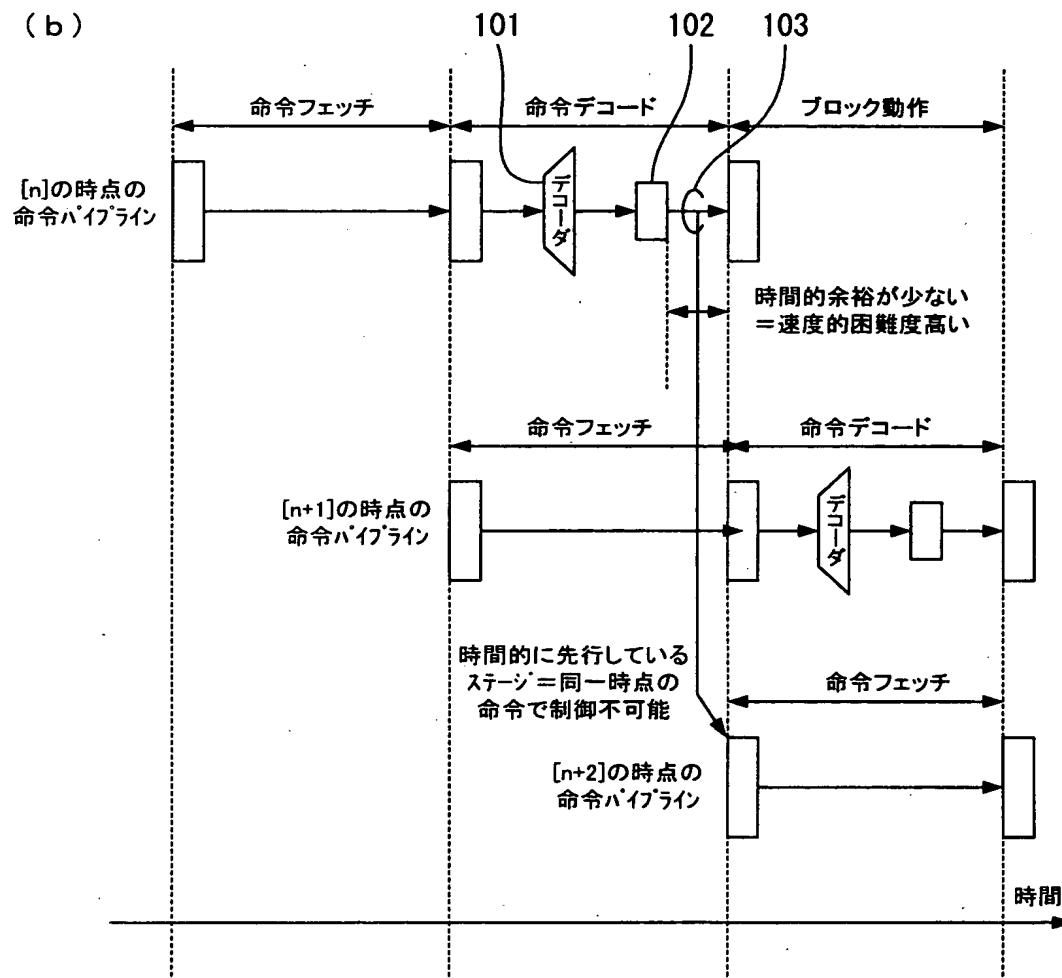 (b)
101
102
103
命令フェッチ
命令デコード
ブロック動作
[n]の時点の
命令パイプライン
デコーダ
時間的余裕が少ない
=速度的困難度高い
命令フェッチ
命令デコード
[n+1]の時点の
命令パイプライン
デコーダ
時間的に先行している
ステージ=同一時点の
命令で制御不可能
命令フェッチ
[n+2]の時点の
命令パイプライン
時間